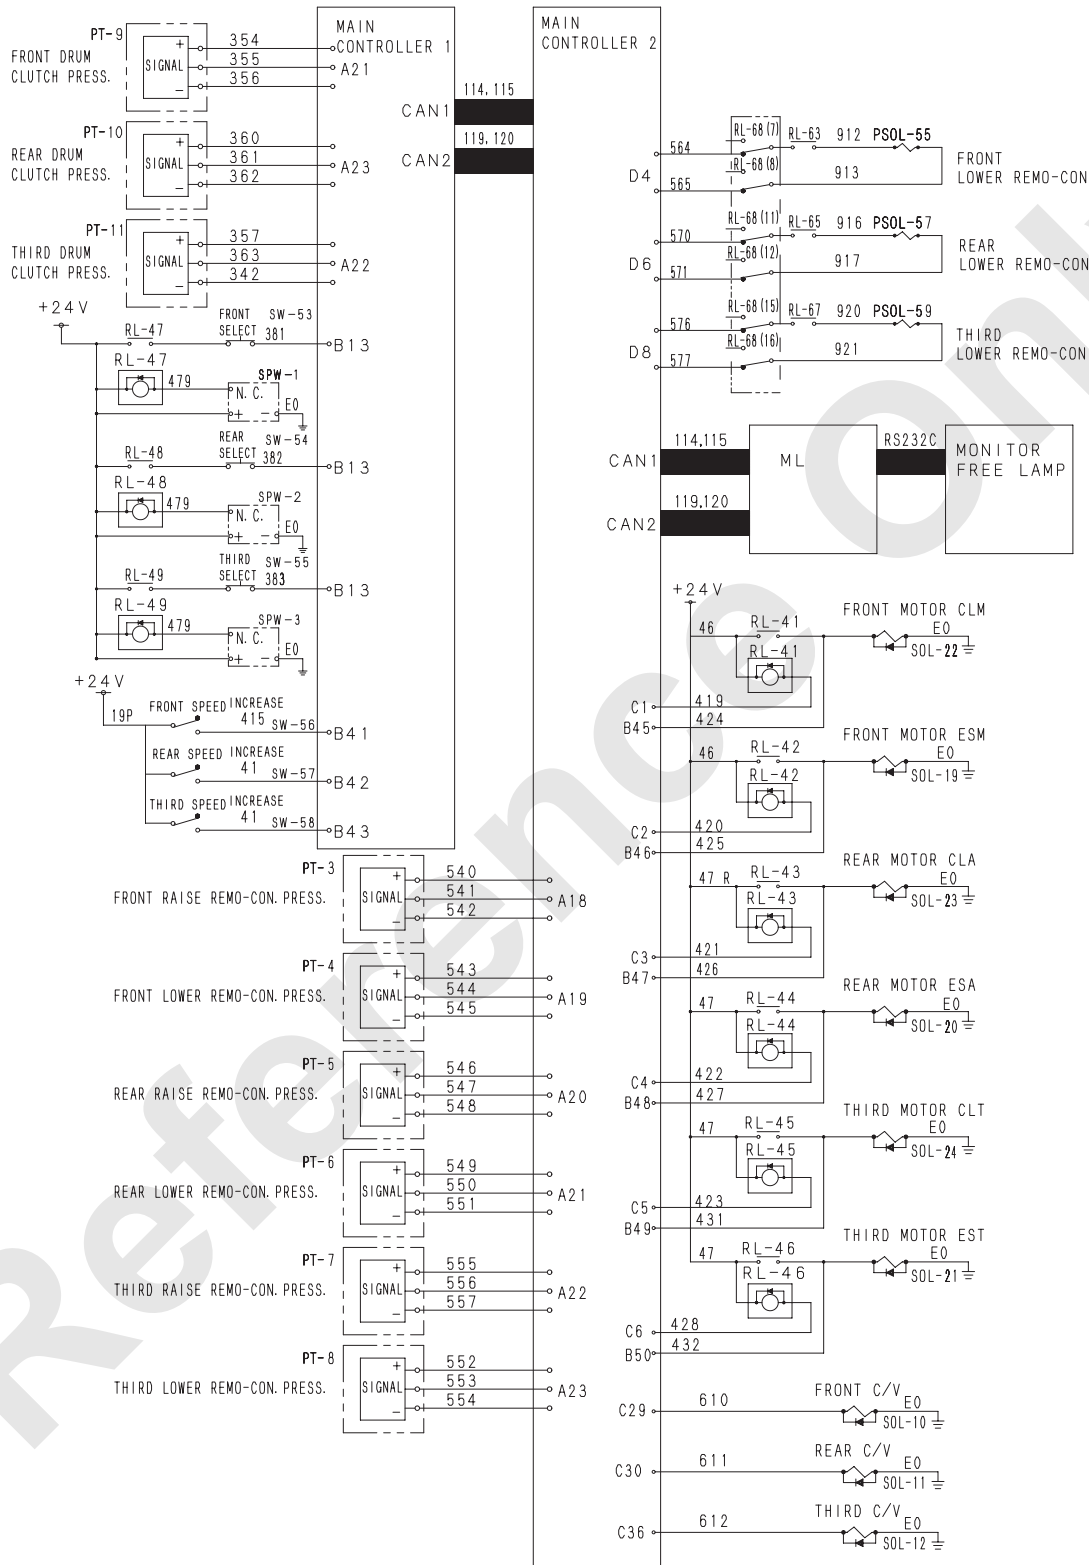 MAIN
CONTROLLER 1
MAIN
CONTROLLER 2
PT-9
FRONT DRUM
CLUTCH PRESS.
+
SIGNAL
−
354
355
356
A21
PT-10
REAR DRUM
CLUTCH PRESS.
+
SIGNAL
−
360
361
362
A23
PT-11
THIRD DRUM
CLUTCH PRESS.
+
SIGNAL
−
357
363
342
A22
+24V
RL-47
FRONT SW-53
SELECT 381
B13
RL-47
479
SPW-1
N.C.
+ − E0
RL-48
REAR SW-54
SELECT 382
B13
RL-48
479
SPW-2
N.C.
+ − E0
RL-49
THIRD SW-55
SELECT 383
B13
RL-49
479
SPW-3
N.C.
+ − E0
+24V
19P
FRONT SPEED INCREASE
415 SW-56
B41
REAR SPEED INCREASE
41 SW-57
B42
THIRD SPEED INCREASE
41 SW-58
B43
CAN1
114,115
CAN2
119,120
PT-3
FRONT RAISE REMO-CON. PRESS.
+
SIGNAL
−
540
541
542
A18
PT-4
FRONT LOWER REMO-CON. PRESS.
+
SIGNAL
−
543
544
545
A19
PT-5
REAR RAISE REMO-CON. PRESS.
+
SIGNAL
−
546
547
548
A20
PT-6
REAR LOWER REMO-CON. PRESS.
+
SIGNAL
−
549
550
551
A21
PT-7
THIRD RAISE REMO-CON. PRESS.
+
SIGNAL
−
555
556
557
A22
PT-8
THIRD LOWER REMO-CON. PRESS.
+
SIGNAL
−
552
553
554
A23
D4
564
565
RL-68(7)
RL-68(8)
RL-63 912 PSOL-55
913
FRONT
LOWER REMO-CON
D6
570
571
RL-68(11)
RL-68(12)
RL-65 916 PSOL-57
917
REAR
LOWER REMO-CON
D8
576
577
RL-68(15)
RL-68(16)
RL-67 920 PSOL-59
921
THIRD
LOWER REMO-CON
CAN1
114,115
CAN2
119,120
ML
RS232C
MONITOR
FREE LAMP
+24V
46
RL-41
RL-41
FRONT MOTOR CLM
E0
SOL-22
C1 419
B45 424
46
RL-42
RL-42
FRONT MOTOR ESM
E0
SOL-19
C2 420
B46 425
47 R
RL-43
RL-43
REAR MOTOR CLA
E0
SOL-23
C3 421
B47 426
47
RL-44
RL-44
REAR MOTOR ESA
E0
SOL-20
C4 422
B48 427
47
RL-45
RL-45
THIRD MOTOR CLT
E0
SOL-24
C5 423
B49 431
47
RL-46
RL-46
THIRD MOTOR EST
E0
SOL-21
C6 428
B50 432
C29 610
FRONT C/V
E0
SOL-10
C30 611
REAR C/V
E0
SOL-11
C36 612
THIRD C/V
E0
SOL-12
Reference Onl